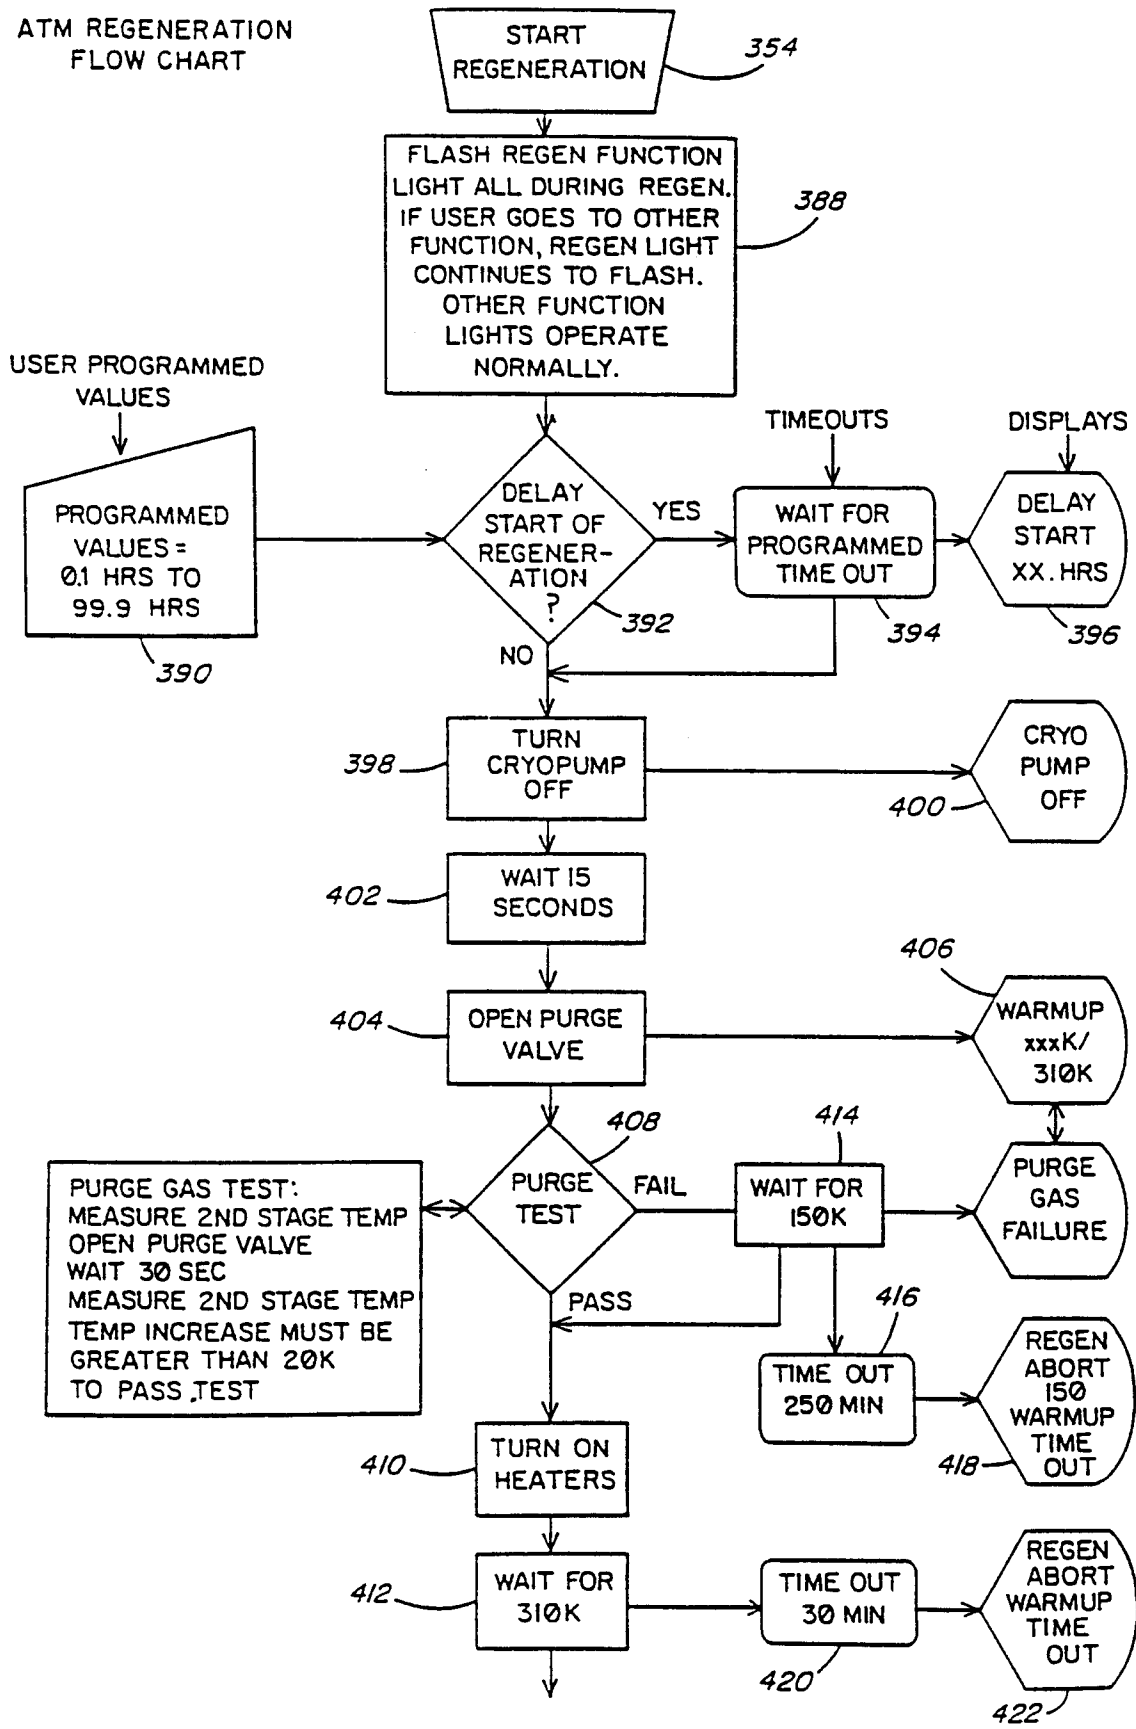 ATM REGENERATION
FLOW CHART
START
REGENERATION
354
FLASH REGEN FUNCTION
LIGHT ALL DURING REGEN.
IF USER GOES TO OTHER
FUNCTION, REGEN LIGHT
CONTINUES TO FLASH.
OTHER FUNCTION
LIGHTS OPERATE
NORMALLY.
388
USER PROGRAMMED
VALUES
PROGRAMMED
VALUES =
0.1 HRS TO
99.9 HRS
390
DELAY
START OF
REGENER-
ATION
?
392
YES
NO
TIMEOUTS
WAIT FOR
PROGRAMMED
TIME OUT
394
DISPLAYS
DELAY
START
XX. HRS
396
TURN
CRYOPUMP
OFF
398
CRYO
PUMP
OFF
400
WAIT 15
SECONDS
402
OPEN PURGE
VALVE
404
406
WARMUP
xxxK/
310K
PURGE
TEST
408
FAIL
PASS
PURGE GAS TEST:
MEASURE 2ND STAGE TEMP
OPEN PURGE VALVE
WAIT 30 SEC
MEASURE 2ND STAGE TEMP
TEMP INCREASE MUST BE
GREATER THAN 20K
TO PASS TEST
414
WAIT FOR
150K
PURGE
GAS
FAILURE
416
TIME OUT
250 MIN
REGEN
ABORT
150
WARMUP
TIME
OUT
418
TURN ON
HEATERS
410
WAIT FOR
310K
412
TIME OUT
30 MIN
420
REGEN
ABORT
WARMUP
TIME
OUT
422